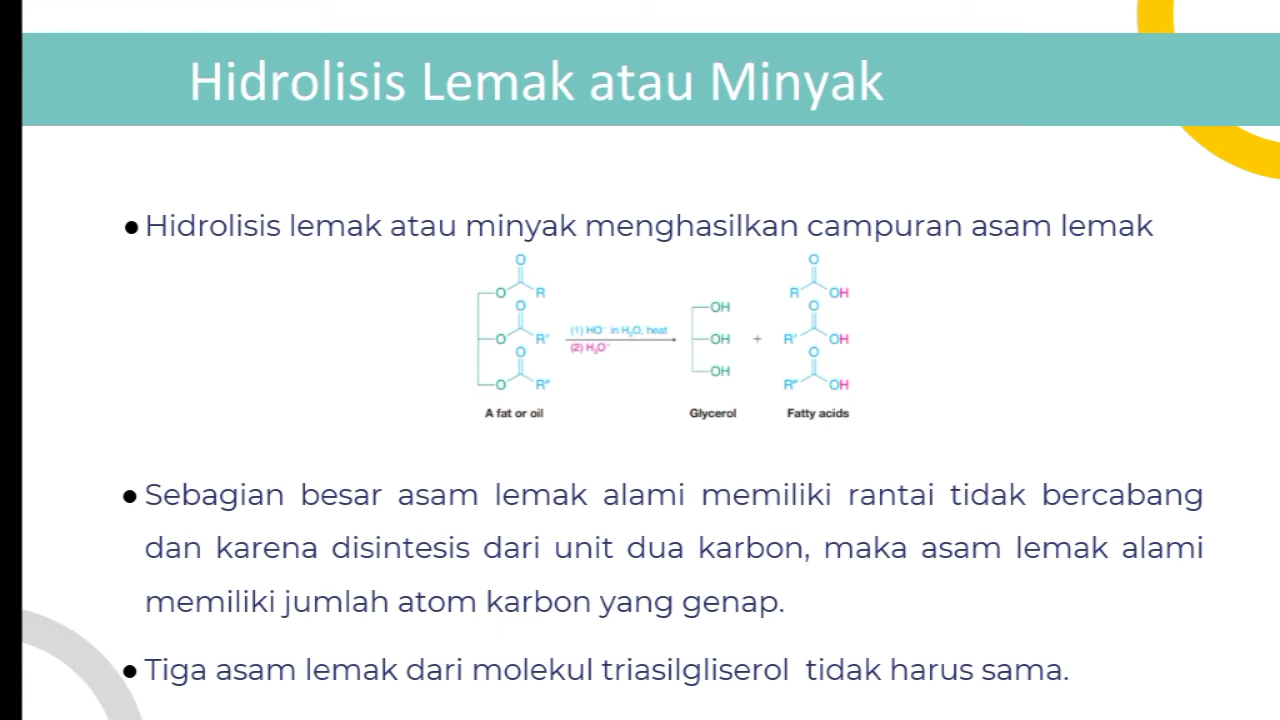 Hidrolisis Lemak atau Minyak
● Hidrolisis lemak atau minyak menghasilkan campuran asam lemak
O
O R
O
O R'
O
O R"
(1) HO⁻ in H₂O, heat
(2) H₃O⁺
OH
OH
OH
+
O
R OH
O
R' OH
O
R" OH
A fat or oil Glycerol Fatty acids
● Sebagian besar asam lemak alami memiliki rantai tidak bercabang
dan karena disintesis dari unit dua karbon, maka asam lemak alami
memiliki jumlah atom karbon yang genap.
● Tiga asam lemak dari molekul triasilgliserol tidak harus sama.